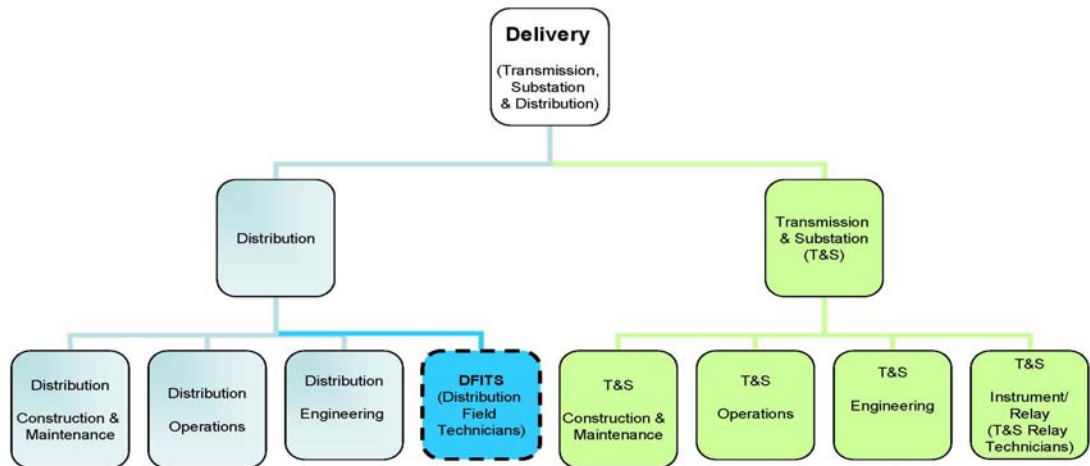 Delivery
(Transmission,
Substation
& Distribution)
Distribution
Transmission
& Substation
(T&S)
Distribution
Construction &
Maintenance
Distribution
Operations
Distribution
Engineering
DFITS
(Distribution
Field
Technicians)
T&S
Construction &
Maintenance
T&S
Operations
T&S
Engineering
T&S
Instrument/
Relay
(T&S Relay
Technicians)